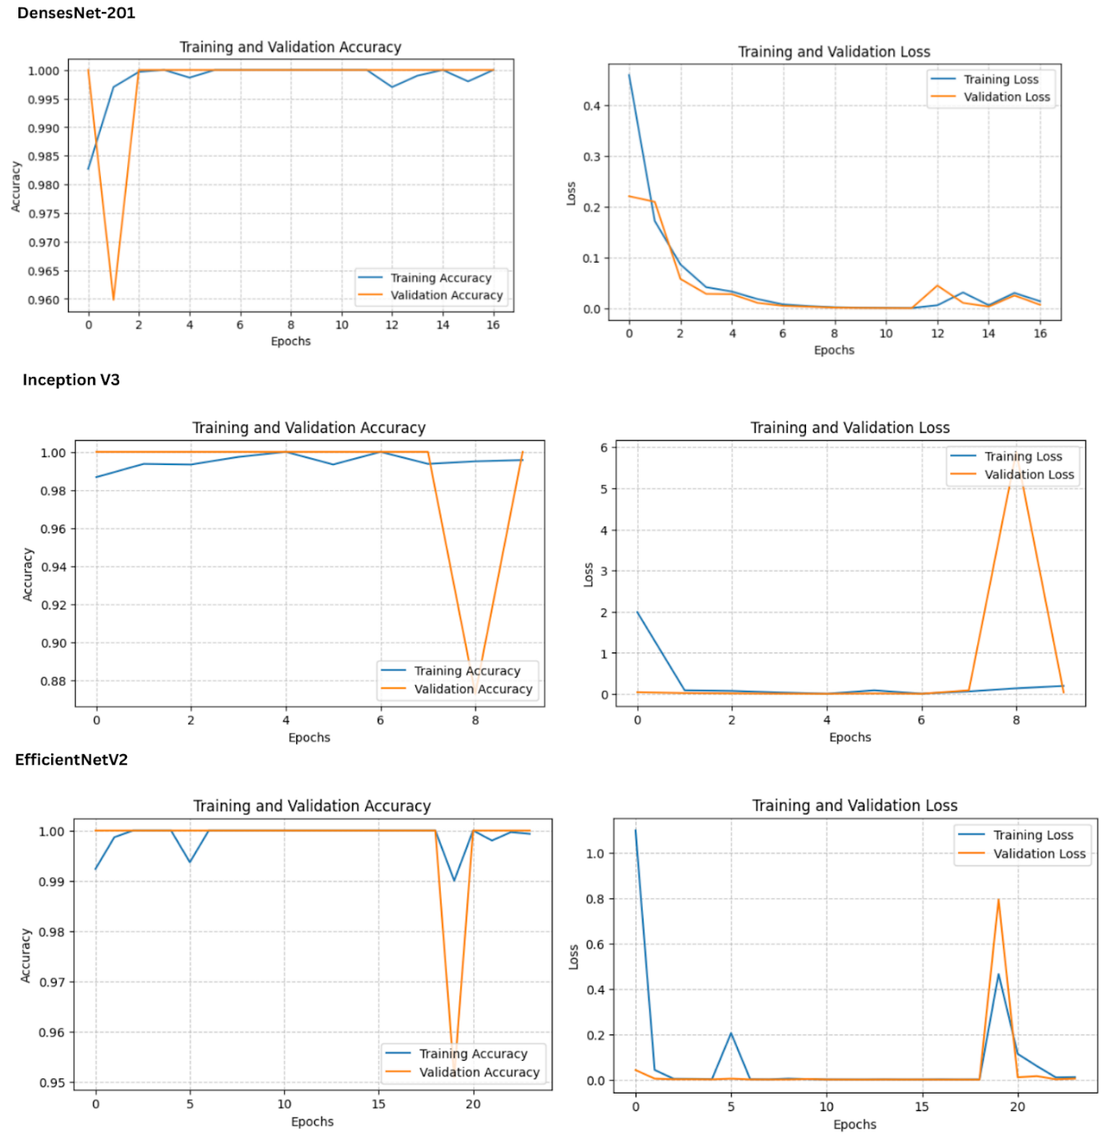 DensesNet-201
Training and Validation Accuracy
1.000
0.995
0.990
0.985
0.980
0.975
0.970
0.965
0.960
Accuracy
Training Accuracy
Validation Accuracy
0 2 4 6 8 10 12 14 16
Epochs
Training and Validation Loss
Training Loss
Validation Loss
0.4
0.3
0.2
0.1
0.0
Loss
0 2 4 6 8 10 12 14 16
Epochs
Inception V3
Training and Validation Accuracy
1.00
0.98
0.96
0.94
0.92
0.90
0.88
Accuracy
Training Accuracy
Validation Accuracy
0 2 4 6 8
Epochs
Training and Validation Loss
Training Loss
Validation Loss
6
5
4
3
2
1
0
Loss
0 2 4 6 8
Epochs
EfficientNetV2
Training and Validation Accuracy
1.00
0.99
0.98
0.97
0.96
0.95
Accuracy
Training Accuracy
Validation Accuracy
0 5 10 15 20
Epochs
Training and Validation Loss
Training Loss
Validation Loss
1.0
0.8
0.6
0.4
0.2
0.0
Loss
0 5 10 15 20
Epochs